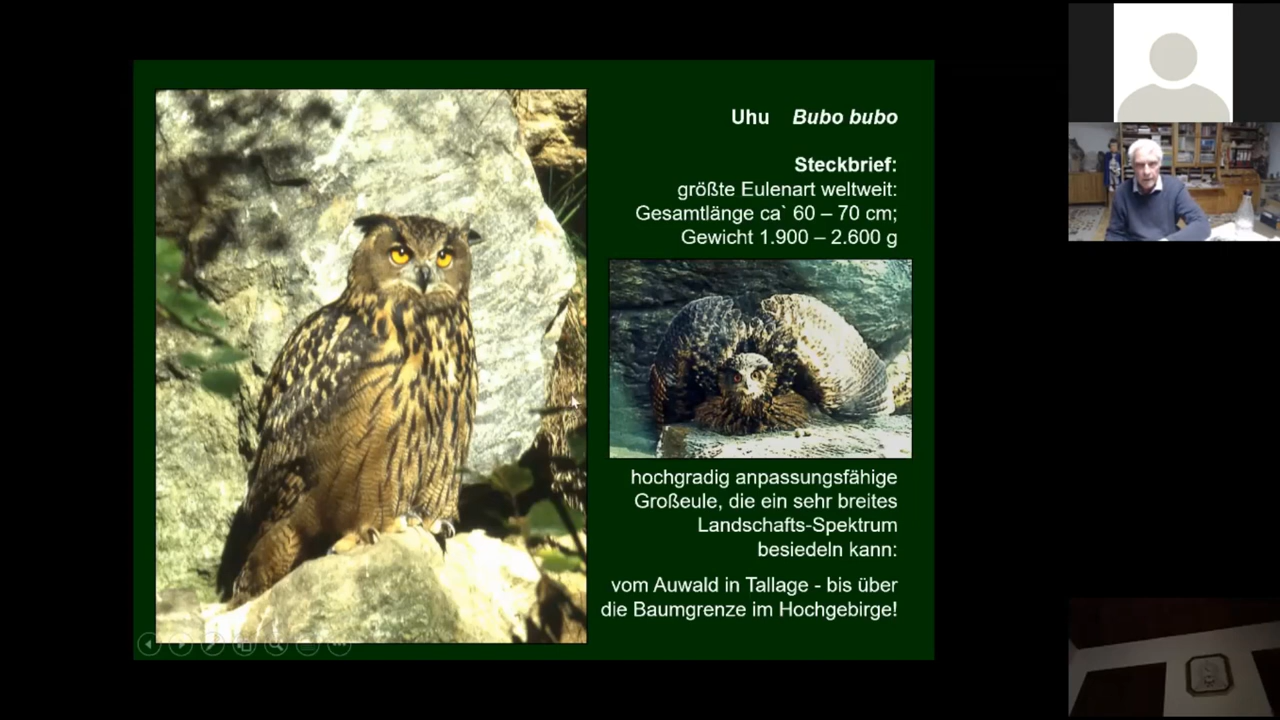 Uhu Bubo bubo
Steckbrief:
größte Eulenart weltweit:
Gesamtlänge ca` 60 – 70 cm;
Gewicht 1.900 – 2.600 g
hochgradig anpassungsfähige
Großeule, die ein sehr breites
Landschafts-Spektrum
besiedeln kann:
vom Auwald in Tallage - bis über
die Baumgrenze im Hochgebirge!